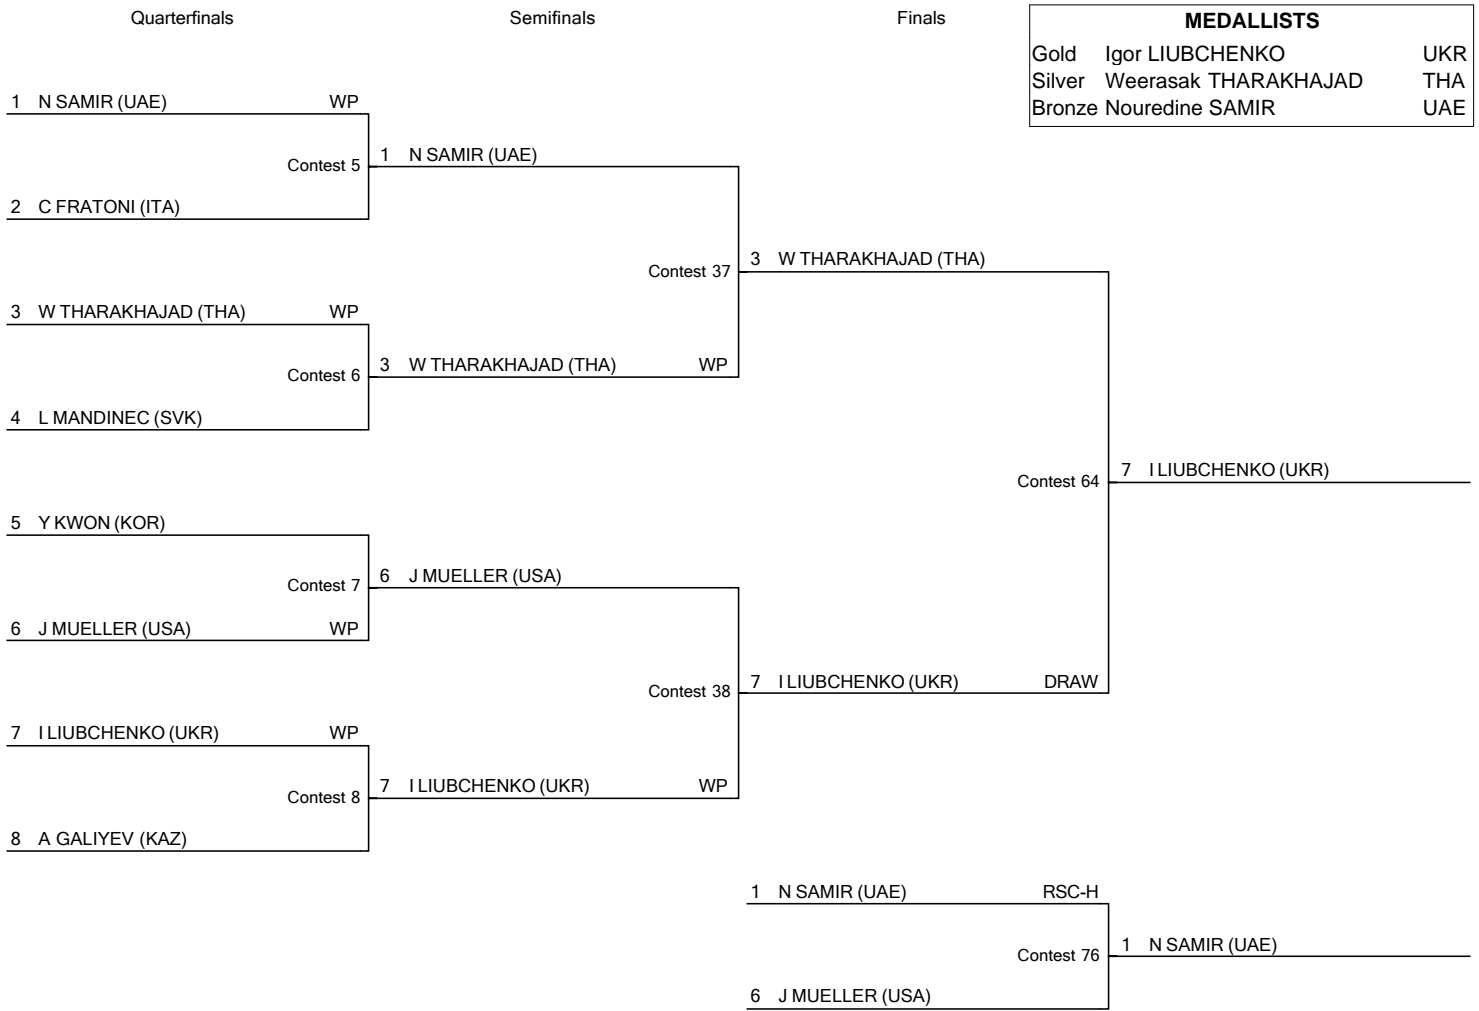 Quarterfinals Semifinals Finals
MEDALLISTS
Gold Igor LIUBCHENKO UKR
Silver Weerasak THARAKHAJAD THA
Bronze Nouredine SAMIR UAE
1 N SAMIR (UAE) WP
Contest 5
1 N SAMIR (UAE)
2 C FRATONI (ITA)
Contest 37
3 W THARAKHAJAD (THA)
3 W THARAKHAJAD (THA) WP
Contest 6
3 W THARAKHAJAD (THA) WP
4 L MANDINEC (SVK)
Contest 64
7 I LIUBCHENKO (UKR)
5 Y KWON (KOR)
Contest 7
6 J MUELLER (USA)
6 J MUELLER (USA) WP
Contest 38
7 I LIUBCHENKO (UKR) DRAW
7 I LIUBCHENKO (UKR) WP
Contest 8
7 I LIUBCHENKO (UKR) WP
8 A GALIYEV (KAZ)
1 N SAMIR (UAE) RSC-H
Contest 76
1 N SAMIR (UAE)
6 J MUELLER (USA)